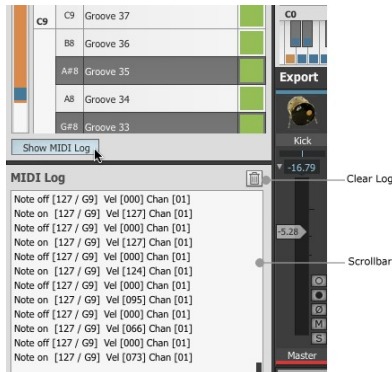 C0
C9 Groove 37
C9
B8 Groove 36
A#8 Groove 35
A8 Groove 34
G#8 Groove 33
Export
Kick
-16.79
-5.28
O
Ø
M
S
Master
Show MIDI Log
MIDI Log
Clear Log
Note off [127 / G9] Vel [000] Chan [01]
Note on [127 / G9] Vel [127] Chan [01]
Note off [127 / G9] Vel [000] Chan [01]
Note on [127 / G9] Vel [127] Chan [01]
Note off [127 / G9] Vel [000] Chan [01]
Note on [127 / G9] Vel [124] Chan [01]
Note off [127 / G9] Vel [000] Chan [01]
Note on [127 / G9] Vel [095] Chan [01]
Note off [127 / G9] Vel [000] Chan [01]
Note on [127 / G9] Vel [066] Chan [01]
Note off [127 / G9] Vel [000] Chan [01]
Note on [127 / G9] Vel [073] Chan [01]
Scrollbar